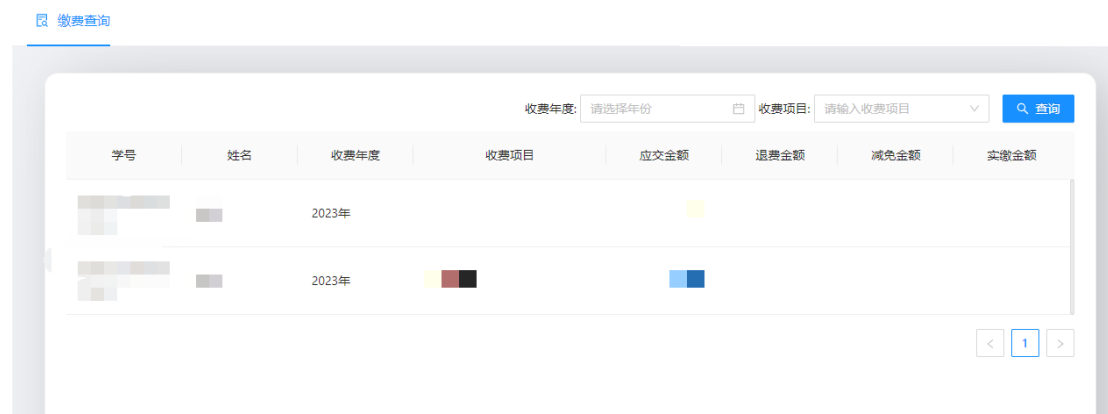 缴费查询
收费年度: 请选择年份 收费项目: 请输入收费项目 查询
学号 姓名 收费年度 收费项目 应交金额 退费金额 减免金额 实缴金额
2023年
2023年
1